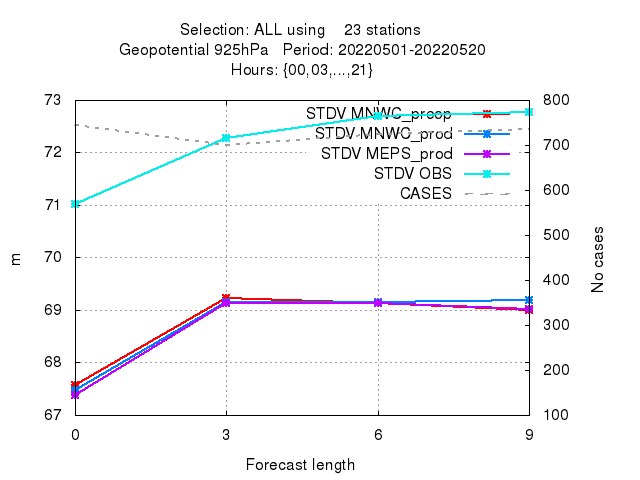 Selection: ALL using 23 stations
Geopotential 925hPa Period: 20220501-20220520
Hours: {00,03,...,21}
73
72
71
70
69
68
67
m
800
700
600
500
400
300
200
100
No cases
STDV MNWC_preop
STDV MNWC_prod
STDV MEPS_prod
STDV OBS
CASES
0 3 6 9
Forecast length